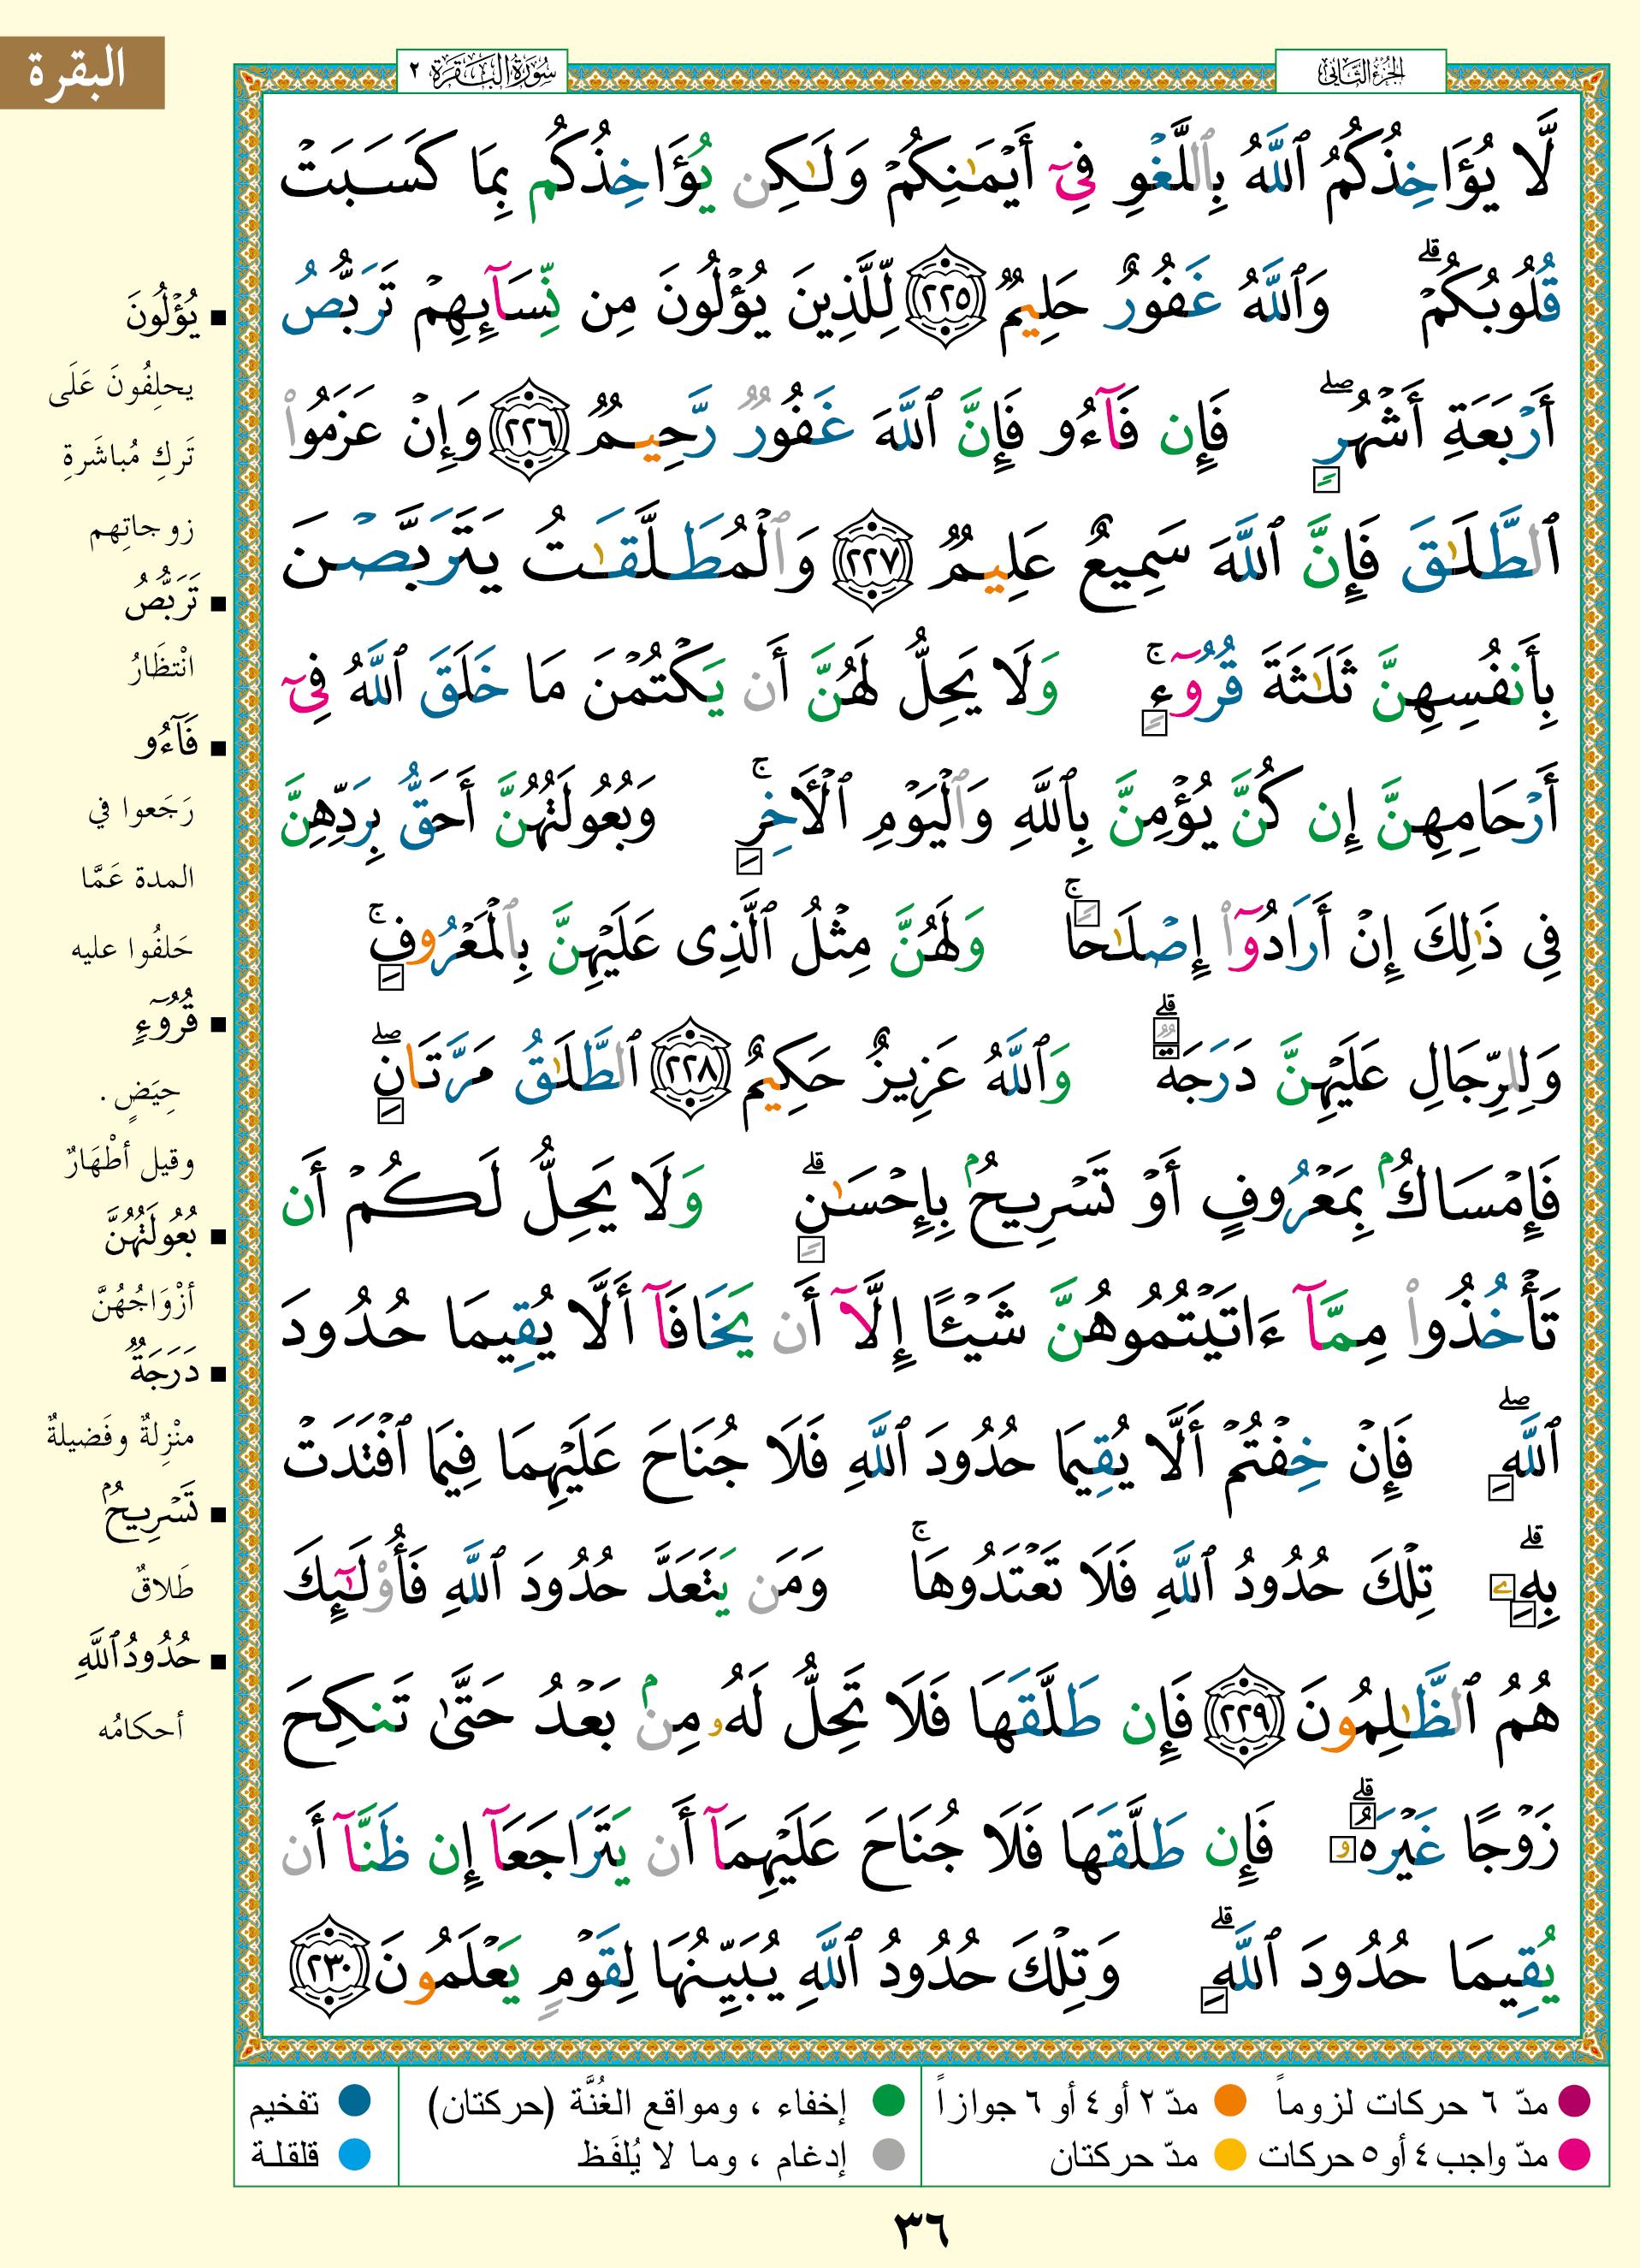 البقرة
سُورَةُ البَقَرَةِ ٢
الجزء الثاني
لَّا يُؤَاخِذُكُمُ ٱللَّهُ بِٱللَّغْوِ فِىٓ أَيْمَـٰنِكُمْ وَلَـٰكِن يُؤَاخِذُكُم بِمَا كَسَبَتْ
قُلُوبُكُمْ ۗ وَٱللَّهُ غَفُورٌ حَلِيمٌ ٢٢٥ لِّلَّذِينَ يُؤْلُونَ مِن نِّسَآئِهِمْ تَرَبُّصُ
أَرْبَعَةِ أَشْهُرٍ ۖ فَإِن فَآءُو فَإِنَّ ٱللَّهَ غَفُورٌ رَّحِيمٌ ٢٢٦ وَإِنْ عَزَمُوا۟
ٱلطَّلَـٰقَ فَإِنَّ ٱللَّهَ سَمِيعٌ عَلِيمٌ ٢٢٧ وَٱلْمُطَلَّقَـٰتُ يَتَرَبَّصْنَ
بِأَنفُسِهِنَّ ثَلَـٰثَةَ قُرُوٓءٍ ۚ وَلَا يَحِلُّ لَهُنَّ أَن يَكْتُمْنَ مَا خَلَقَ ٱللَّهُ فِىٓ
أَرْحَامِهِنَّ إِن كُنَّ يُؤْمِنَّ بِٱللَّهِ وَٱلْيَوْمِ ٱلْـَٔاخِرِ ۚ وَبُعُولَتُهُنَّ أَحَقُّ بِرَدِّهِنَّ
فِى ذَٰلِكَ إِنْ أَرَادُوٓا۟ إِصْلَـٰحًا ۚ وَلَهُنَّ مِثْلُ ٱلَّذِى عَلَيْهِنَّ بِٱلْمَعْرُوفِ ۚ
وَلِلرِّجَالِ عَلَيْهِنَّ دَرَجَةٌ ۗ وَٱللَّهُ عَزِيزٌ حَكِيمٌ ٢٢٨ ٱلطَّلَـٰقُ مَرَّتَانِ ۖ
فَإِمْسَاكٌۢ بِمَعْرُوفٍ أَوْ تَسْرِيحٌۢ بِإِحْسَـٰنٍ ۗ وَلَا يَحِلُّ لَكُمْ أَن
تَأْخُذُوا۟ مِمَّآ ءَاتَيْتُمُوهُنَّ شَيْـًٔا إِلَّآ أَن يَخَافَآ أَلَّا يُقِيمَا حُدُودَ
ٱللَّهِ ۖ فَإِنْ خِفْتُمْ أَلَّا يُقِيمَا حُدُودَ ٱللَّهِ فَلَا جُنَاحَ عَلَيْهِمَا فِيمَا ٱفْتَدَتْ
بِهِۦ ۗ تِلْكَ حُدُودُ ٱللَّهِ فَلَا تَعْتَدُوهَا ۚ وَمَن يَتَعَدَّ حُدُودَ ٱللَّهِ فَأُو۟لَـٰٓئِكَ
هُمُ ٱلظَّـٰلِمُونَ ٢٢٩ فَإِن طَلَّقَهَا فَلَا تَحِلُّ لَهُۥ مِنۢ بَعْدُ حَتَّىٰ تَنكِحَ
زَوْجًا غَيْرَهُۥ ۗ فَإِن طَلَّقَهَا فَلَا جُنَاحَ عَلَيْهِمَآ أَن يَتَرَاجَعَآ إِن ظَنَّآ أَن
يُقِيمَا حُدُودَ ٱللَّهِ ۗ وَتِلْكَ حُدُودُ ٱللَّهِ يُبَيِّنُهَا لِقَوْمٍ يَعْلَمُونَ ٢٣٠
■ يُؤْلُونَ
يحلِفُونَ عَلَى
تَركِ مُباشَرةِ
زوجاتِهم
■ تَرَبُّصُ
انْتظَارُ
■ فَآءُو
رَجَعوا في
المدة عَمَّا
حَلفُوا عليه
■ قُرُوٓءٍ
حِيَضٍ .
وقيل أطْهَارٌ
■ بُعُولَتُهُنَّ
أزْوَاجُهُنَّ
■ دَرَجَةٌ
منْزِلةٌ وفَضيلةٌ
■ تَسْرِيحٌۢ
طَلاقٌ
■ حُدُودُ ٱللَّهِ
أحكامُه
مدّ ٦ حركات لزوماً مدّ ٢ أو ٤ أو ٦ جوازاً
مدّ واجب ٤ أو ٥ حركات مدّ حركتان
إخفاء ، ومواقع الغُنَّة (حركتان)
إدغام ، وما لا يُلفَظ
تفخيم
قلقلة
٣٦